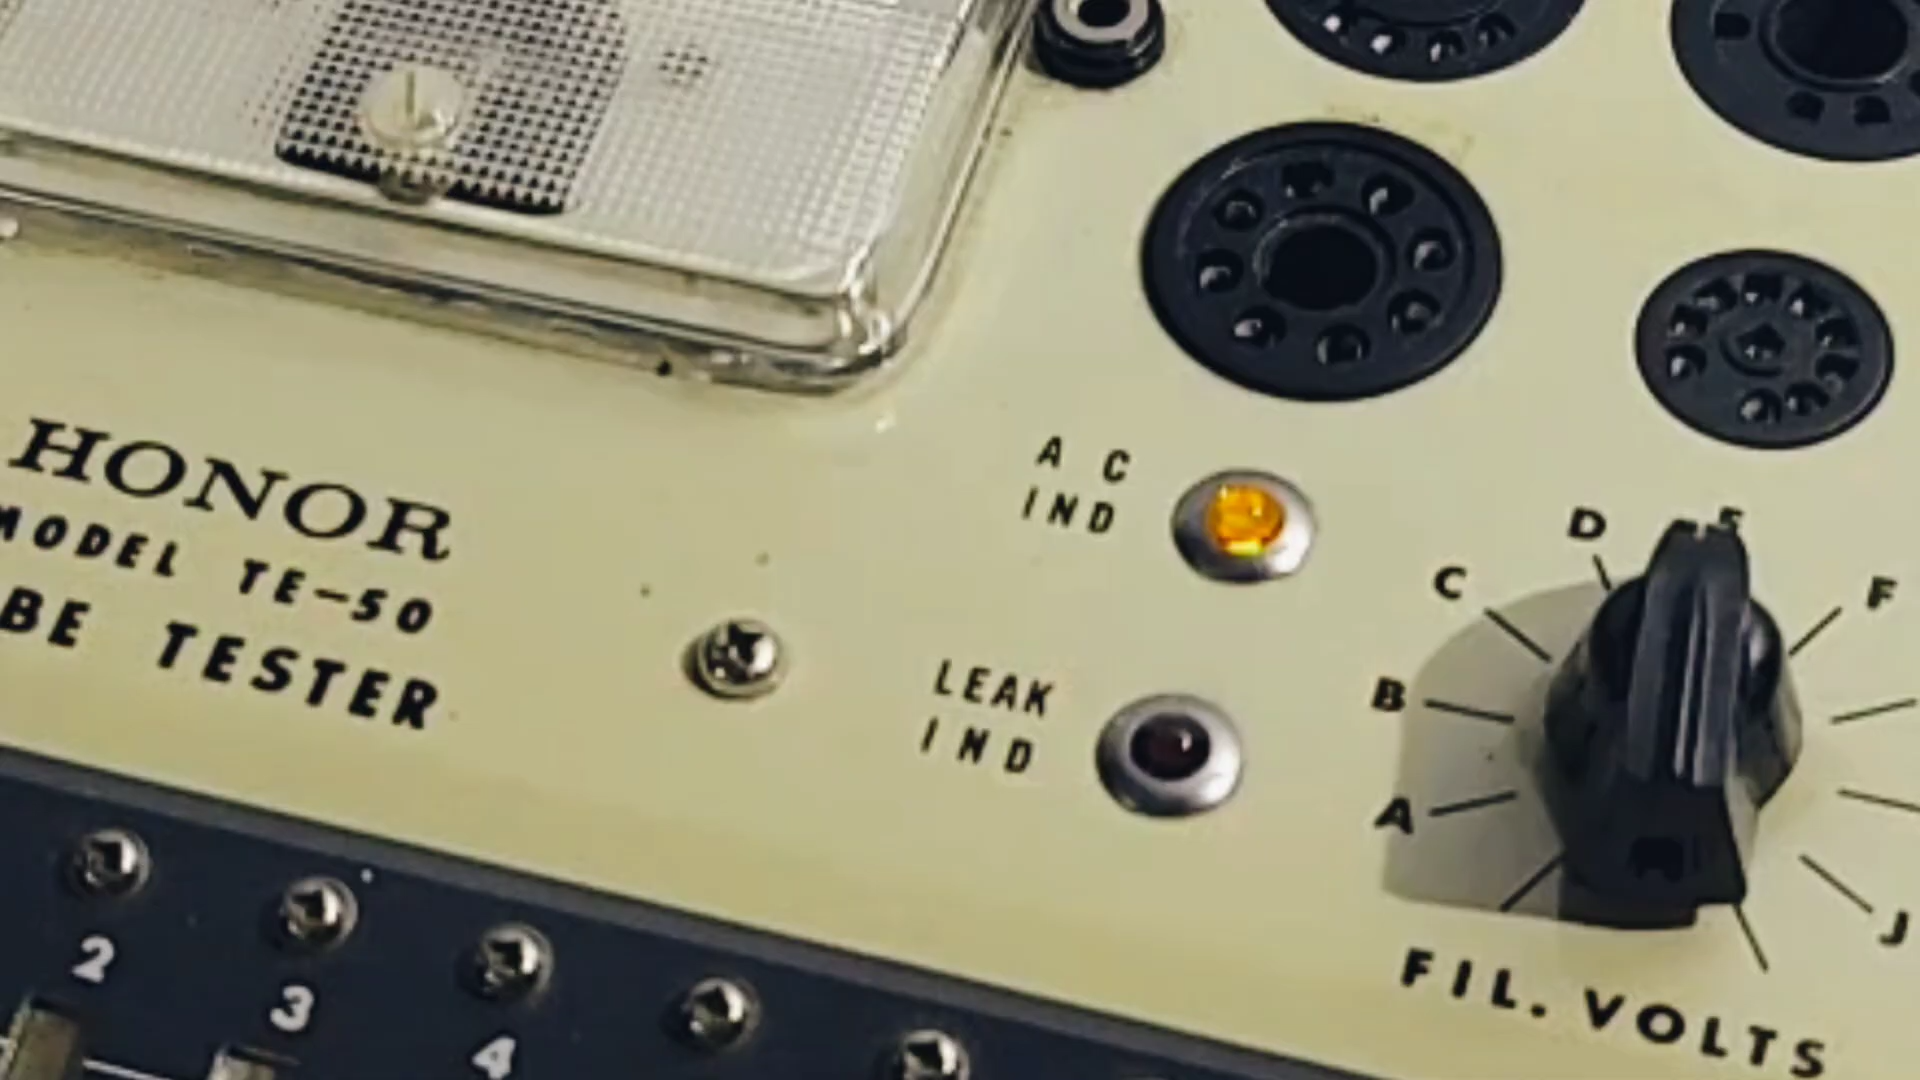 HONOR
MODEL TE-50
BE TESTER
A C
IND
LEAK
IND
D
E
C
F
B
A
J
FIL. VOLTS
2
3
4